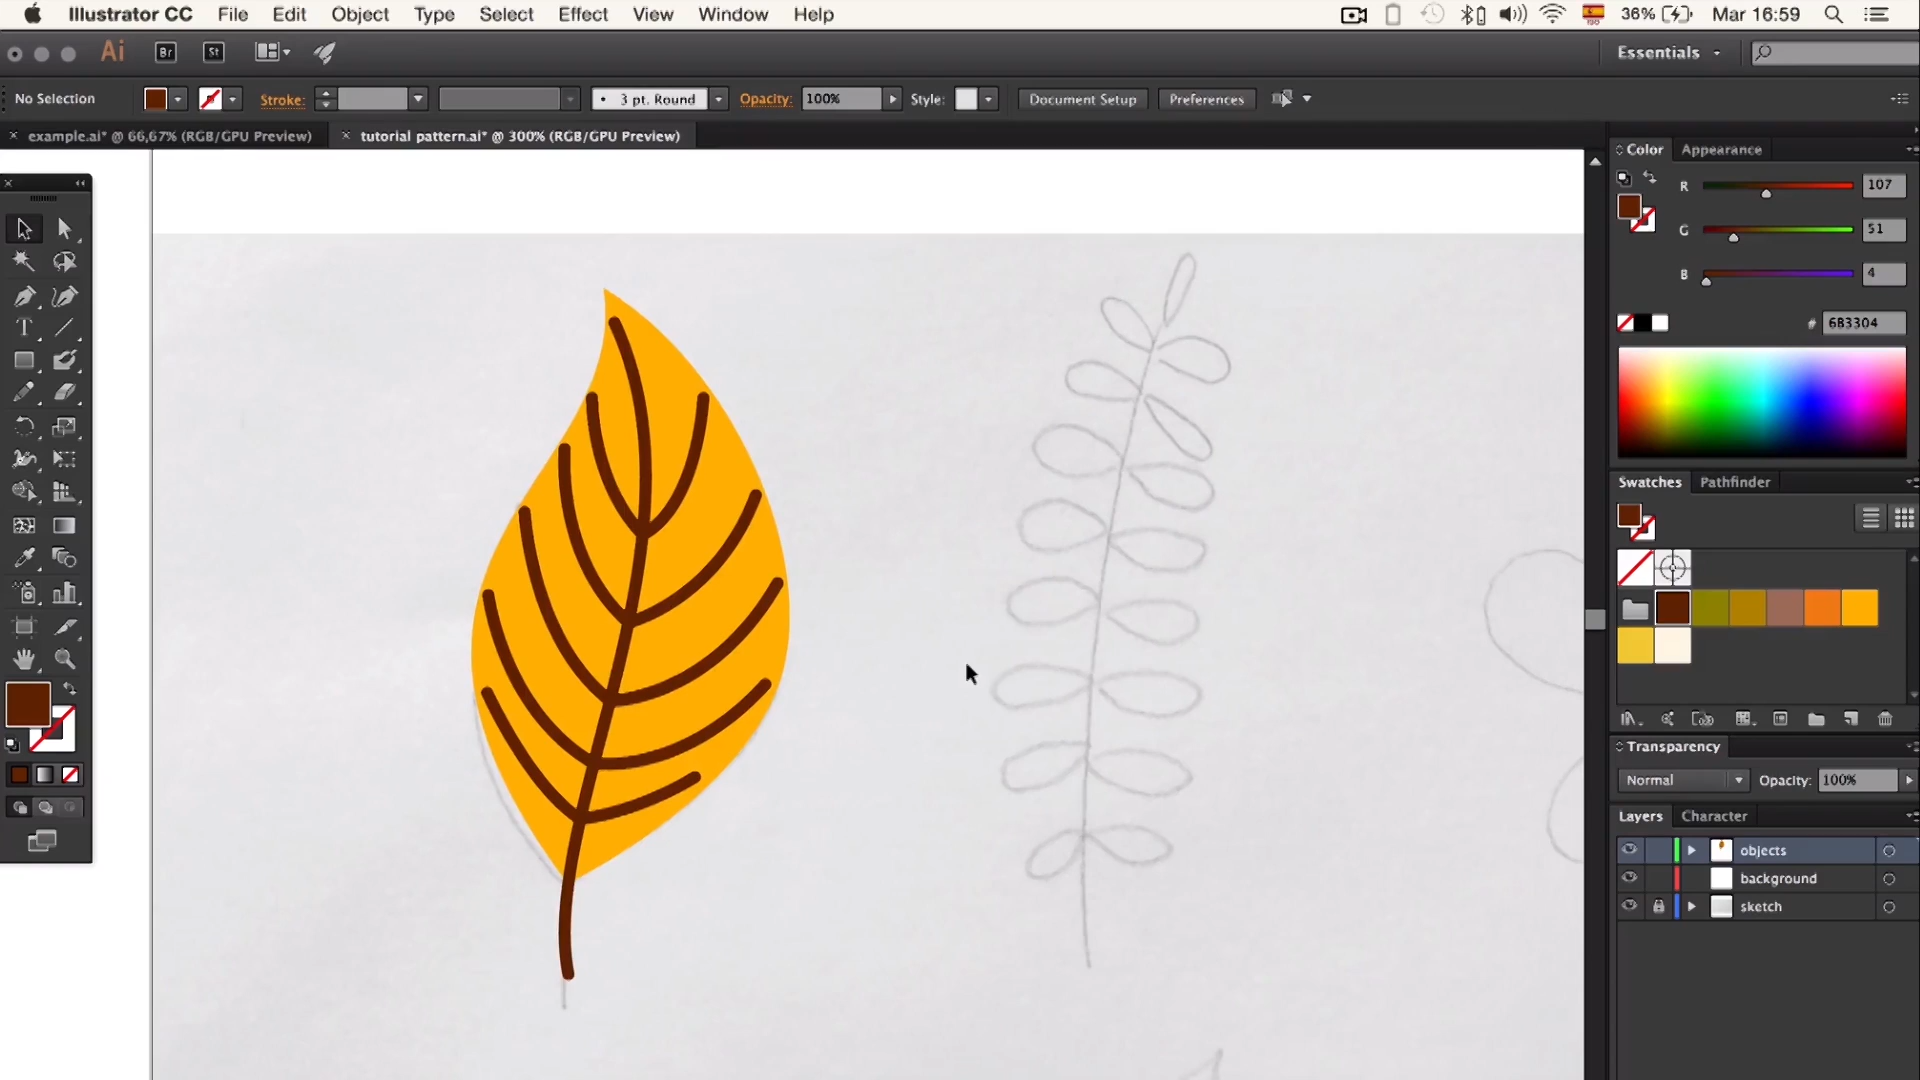 Illustrator CC File Edit Object Type Select Effect View Window Help 36% Mar 16:59
Ai Br St Essentials
No Selection Stroke: 3 pt. Round Opacity: 100% Style: Document Setup Preferences
example.ai* @ 66,67% (RGB/GPU Preview) tutorial pattern.ai* @ 300% (RGB/GPU Preview)
Color Appearance
R 107
G 51
B 4
# 6B3304
Swatches Pathfinder
Transparency
Normal Opacity: 100%
Layers Character
objects
background
sketch